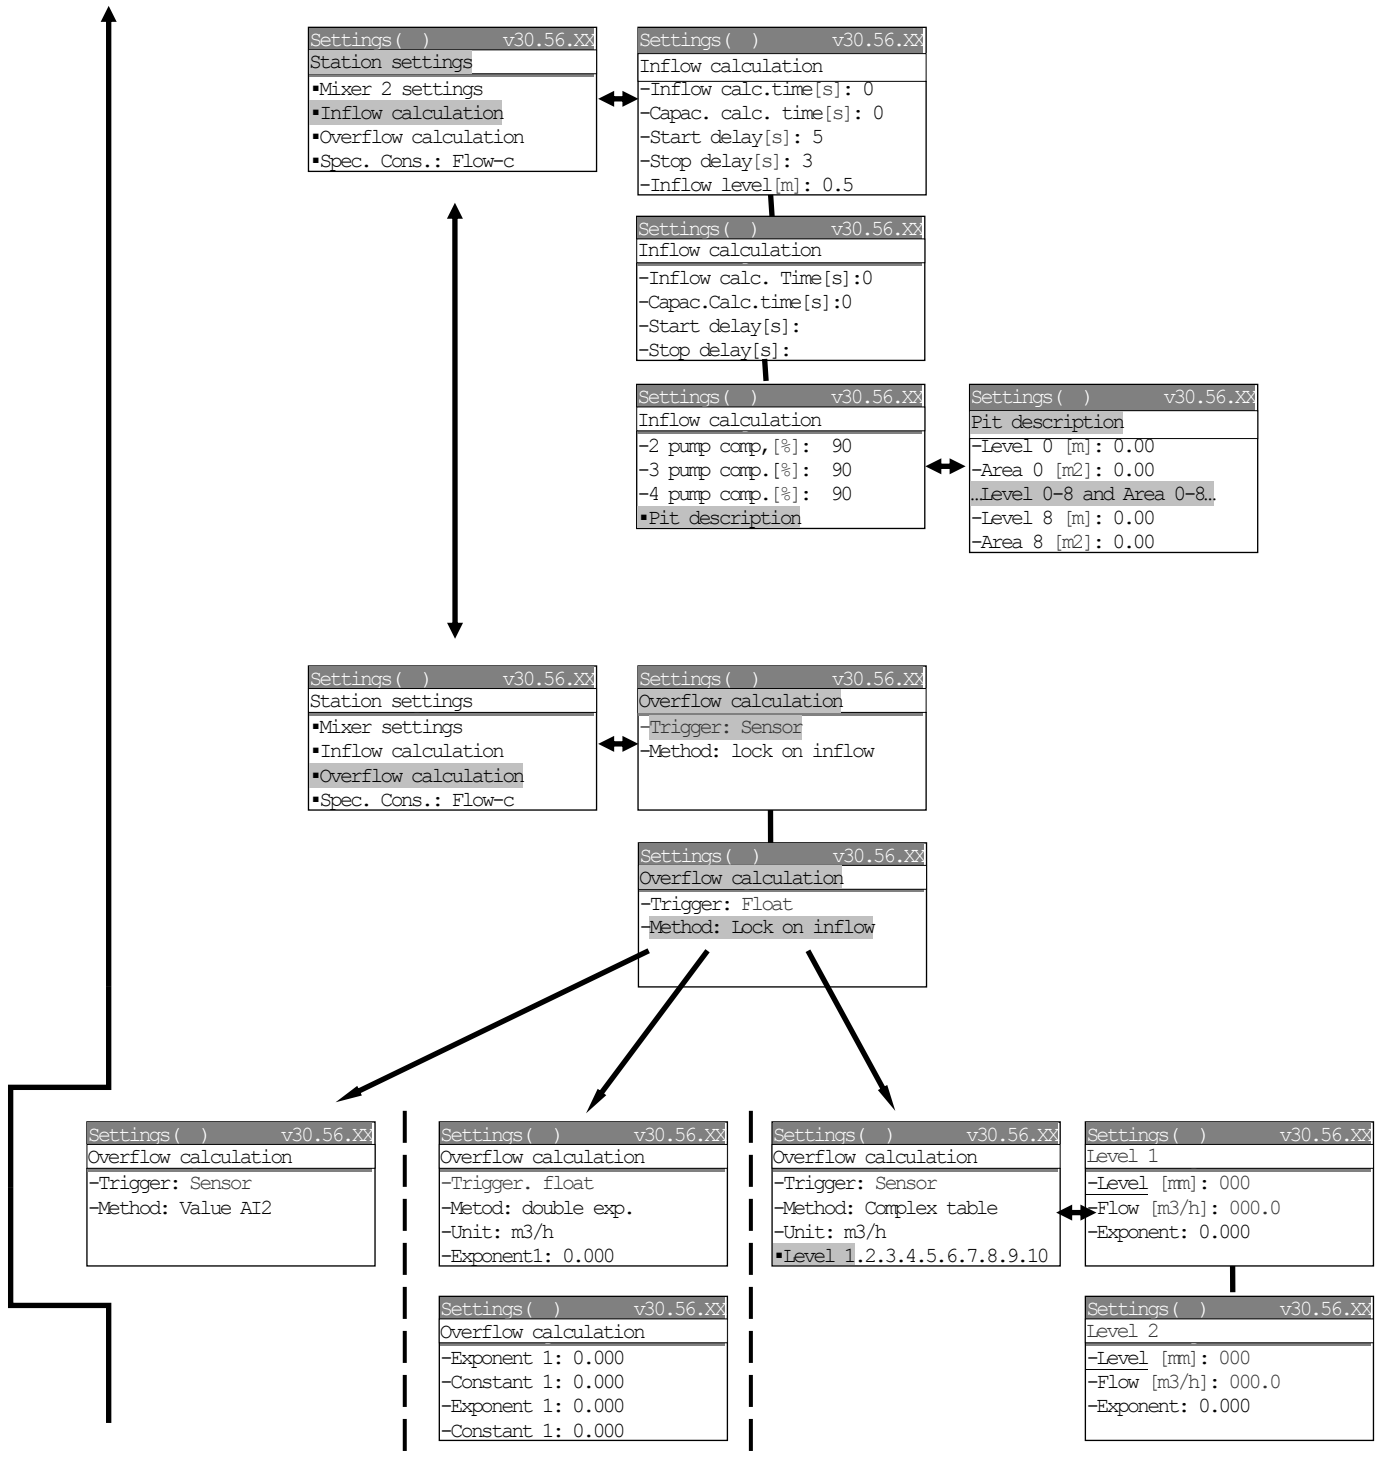 Settings( ) v30.56.XX
Station settings
▪Mixer 2 settings
▪Inflow calculation
▪Overflow calculation
▪Spec. Cons.: Flow-c
Settings( ) v30.56.XX
Inflow calculation
-Inflow calc.time[s]: 0
-Capac. calc. time[s]: 0
-Start delay[s]: 5
-Stop delay[s]: 3
-Inflow level[m]: 0.5
Settings( ) v30.56.XX
Inflow calculation
-Inflow calc. Time[s]:0
-Capac.Calc.time[s]:0
-Start delay[s]:
-Stop delay[s]:
Settings( ) v30.56.XX
Inflow calculation
-2 pump comp,[%]: 90
-3 pump comp.[%]: 90
-4 pump comp.[%]: 90
▪Pit description
Settings( ) v30.56.XX
Pit description
-Level 0 [m]: 0.00
-Area 0 [m2]: 0.00
…Level 0-8 and Area 0-8…
-Level 8 [m]: 0.00
-Area 8 [m2]: 0.00
Settings( ) v30.56.XX
Station settings
▪Mixer settings
▪Inflow calculation
▪Overflow calculation
▪Spec. Cons.: Flow-c
Settings( ) v30.56.XX
Overflow calculation
-Trigger: Sensor
-Method: lock on inflow
Settings( ) v30.56.XX
Overflow calculation
-Trigger: Float
-Method: Lock on inflow
Settings( ) v30.56.XX
Overflow calculation
-Trigger: Sensor
-Method: Value AI2
Settings( ) v30.56.XX
Overflow calculation
-Trigger. float
-Metod: double exp.
-Unit: m3/h
-Exponent1: 0.000
Settings( ) v30.56.XX
Overflow calculation
-Exponent 1: 0.000
-Constant 1: 0.000
-Exponent 1: 0.000
-Constant 1: 0.000
Settings( ) v30.56.XX
Overflow calculation
-Trigger: Sensor
-Method: Complex table
-Unit: m3/h
▪Level 1.2.3.4.5.6.7.8.9.10
Settings( ) v30.56.XX
Level 1
-Level [mm]: 000
-Flow [m3/h]: 000.0
-Exponent: 0.000
Settings( ) v30.56.XX
Level 2
-Level [mm]: 000
-Flow [m3/h]: 000.0
-Exponent: 0.000